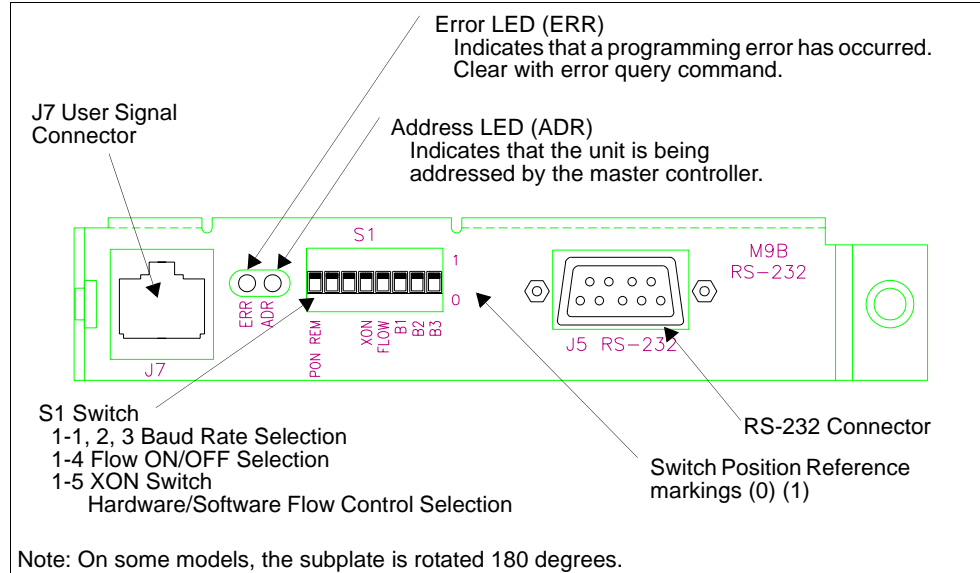 Error LED (ERR)
Indicates that a programming error has occurred.
Clear with error query command.
J7 User Signal
Connector
Address LED (ADR)
Indicates that the unit is being
addressed by the master controller.
S1
1
0
M9B
RS-232
ERR
ADR
PON REM
XON
FLOW
B1
B2
B3
J7
J5 RS-232
S1 Switch
1-1, 2, 3 Baud Rate Selection
1-4 Flow ON/OFF Selection
1-5 XON Switch
Hardware/Software Flow Control Selection
RS-232 Connector
Switch Position Reference
markings (0) (1)
Note: On some models, the subplate is rotated 180 degrees.